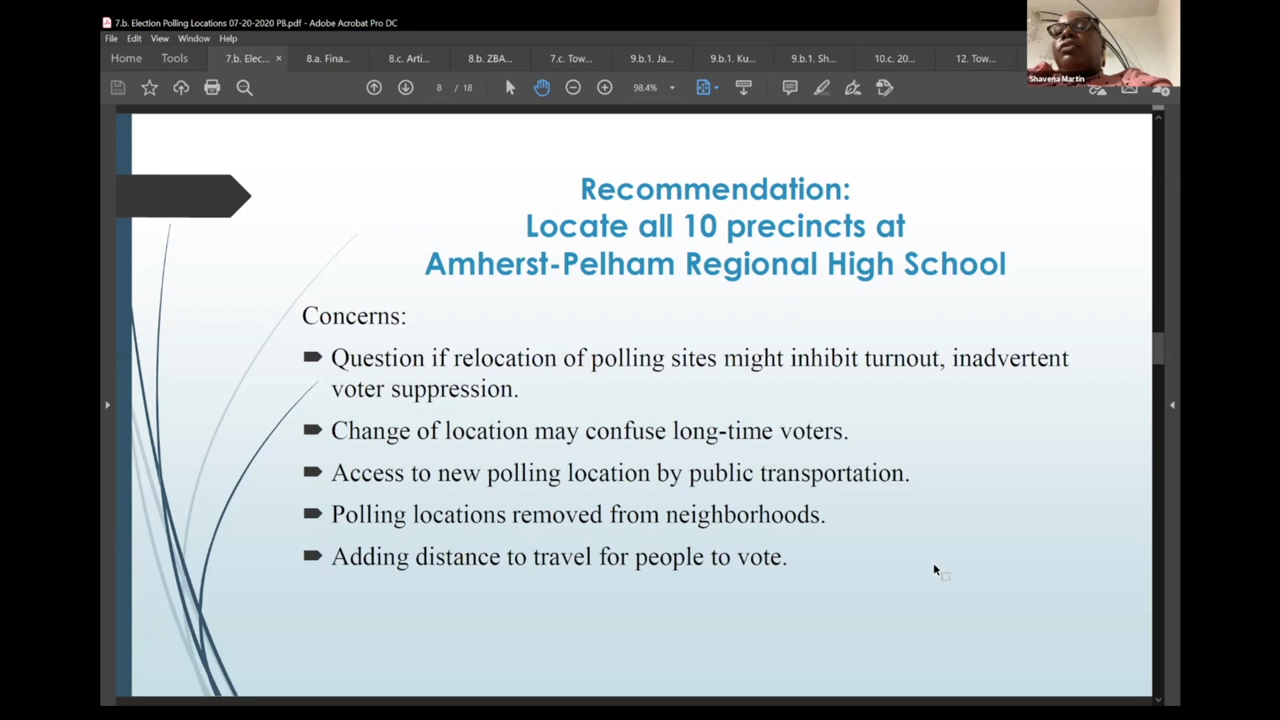 7.b. Election Polling Locations 07-20-2020 PB.pdf - Adobe Acrobat Pro DC
File Edit View Window Help
Home Tools 7.b. Elec... × 8.a. Fina... 8.c. Arti... 8.b. ZBA... 7.c. Tow... 9.b.1. Ja... 9.b.1. Ku... 9.b.1. Sh... 10.c. 20... 12. Tow...
Shavena Martin
8 / 18 98.4%
Recommendation:
Locate all 10 precincts at
Amherst-Pelham Regional High School
Concerns:
Question if relocation of polling sites might inhibit turnout, inadvertent
voter suppression.
Change of location may confuse long-time voters.
Access to new polling location by public transportation.
Polling locations removed from neighborhoods.
Adding distance to travel for people to vote.